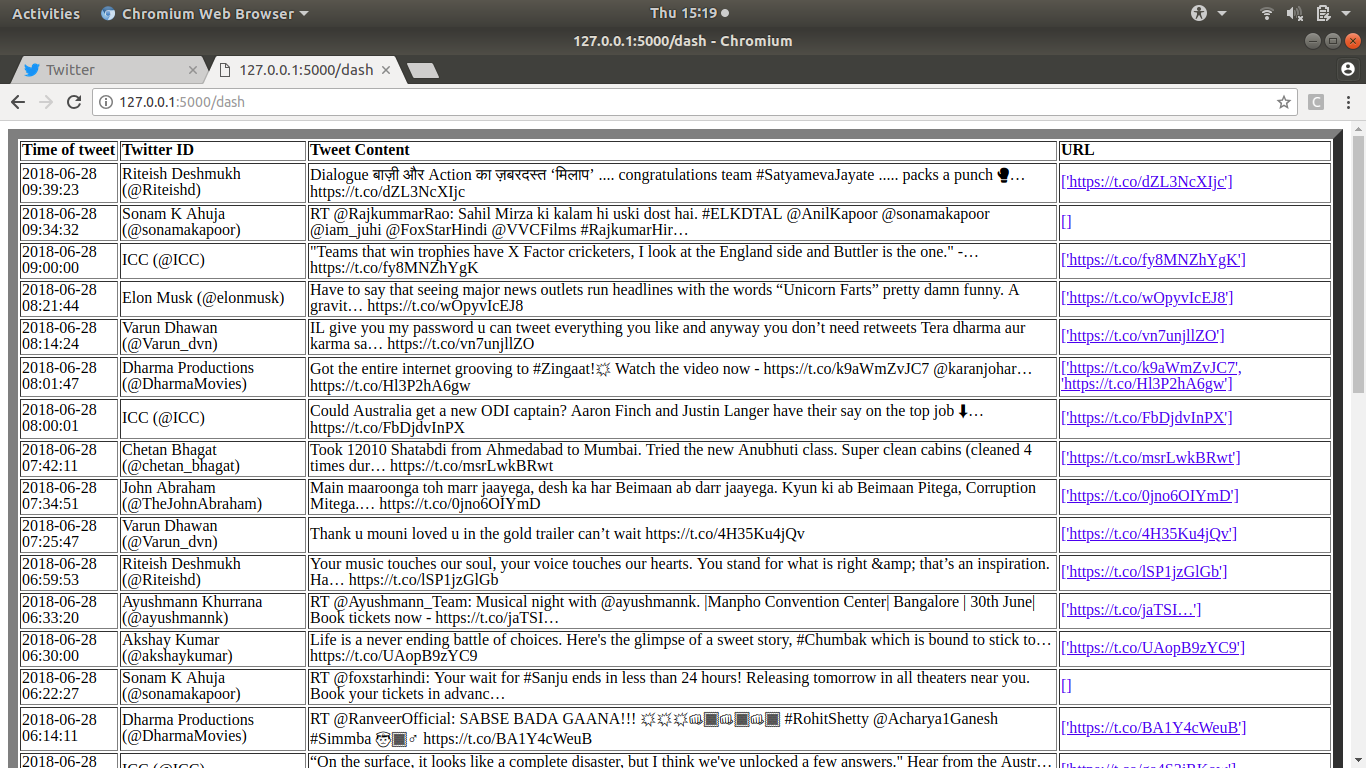 Activities Chromium Web Browser Thu 15:19
127.0.0.1:5000/dash - Chromium
Twitter 127.0.0.1:5000/dash
127.0.0.1:5000/dash C
Time of tweet Twitter ID Tweet Content URL
2018-06-28 09:39:23 Riteish Deshmukh (@Riteishd) Dialogue बाज़ी और Action का ज़बरदस्त ‘मिलाप’ .... congratulations team #SatyamevaJayate ..... packs a punch 🥊… https://t.co/dZL3NcXIjc ['https://t.co/dZL3NcXIjc']
2018-06-28 09:34:32 Sonam K Ahuja (@sonamakapoor) RT @RajkummarRao: Sahil Mirza ki kalam hi uski dost hai. #ELKDTAL @AnilKapoor @sonamakapoor @iam_juhi @FoxStarHindi @VVCFilms #RajkumarHir… []
2018-06-28 09:00:00 ICC (@ICC) "Teams that win trophies have X Factor cricketers, I look at the England side and Buttler is the one." -… https://t.co/fy8MNZhYgK ['https://t.co/fy8MNZhYgK']
2018-06-28 08:21:44 Elon Musk (@elonmusk) Have to say that seeing major news outlets run headlines with the words “Unicorn Farts” pretty damn funny. A gravit… https://t.co/wOpyvIcEJ8 ['https://t.co/wOpyvIcEJ8']
2018-06-28 08:14:24 Varun Dhawan (@Varun_dvn) IL give you my password u can tweet everything you like and anyway you don’t need retweets Tera dharma aur karma sa… https://t.co/vn7unjllZO ['https://t.co/vn7unjllZO']
2018-06-28 08:01:47 Dharma Productions (@DharmaMovies) Got the entire internet grooving to #Zingaat!💥 Watch the video now - https://t.co/k9aWmZvJC7 @karanjohar… https://t.co/Hl3P2hA6gw ['https://t.co/k9aWmZvJC7', 'https://t.co/Hl3P2hA6gw']
2018-06-28 08:00:01 ICC (@ICC) Could Australia get a new ODI captain? Aaron Finch and Justin Langer have their say on the top job ⬇… https://t.co/FbDjdvInPX ['https://t.co/FbDjdvInPX']
2018-06-28 07:42:11 Chetan Bhagat (@chetan_bhagat) Took 12010 Shatabdi from Ahmedabad to Mumbai. Tried the new Anubhuti class. Super clean cabins (cleaned 4 times dur… https://t.co/msrLwkBRwt ['https://t.co/msrLwkBRwt']
2018-06-28 07:34:51 John Abraham (@TheJohnAbraham) Main maaroonga toh marr jaayega, desh ka har Beimaan ab darr jaayega. Kyun ki ab Beimaan Pitega, Corruption Mitega.… https://t.co/0jno6OIYmD ['https://t.co/0jno6OIYmD']
2018-06-28 07:25:47 Varun Dhawan (@Varun_dvn) Thank u mouni loved u in the gold trailer can’t wait https://t.co/4H35Ku4jQv ['https://t.co/4H35Ku4jQv']
2018-06-28 06:59:53 Riteish Deshmukh (@Riteishd) Your music touches our soul, your voice touches our hearts. You stand for what is right &amp; that’s an inspiration. Ha… https://t.co/lSP1jzGlGb ['https://t.co/lSP1jzGlGb']
2018-06-28 06:33:20 Ayushmann Khurrana (@ayushmannk) RT @Ayushmann_Team: Musical night with @ayushmannk. |Manpho Convention Center| Bangalore | 30th June| Book tickets now - https://t.co/jaTSI… ['https://t.co/jaTSI…']
2018-06-28 06:30:00 Akshay Kumar (@akshaykumar) Life is a never ending battle of choices. Here's the glimpse of a sweet story, #Chumbak which is bound to stick to… https://t.co/UAopB9zYC9 ['https://t.co/UAopB9zYC9']
2018-06-28 06:22:27 Sonam K Ahuja (@sonamakapoor) RT @foxstarhindi: Your wait for #Sanju ends in less than 24 hours! Releasing tomorrow in all theaters near you. Book your tickets in advanc… []
2018-06-28 06:14:11 Dharma Productions (@DharmaMovies) RT @RanveerOfficial: SABSE BADA GAANA!!! #RohitShetty @Acharya1Ganesh #Simmba https://t.co/BA1Y4cWeuB ['https://t.co/BA1Y4cWeuB']
2018-06-28 “On the surface, it looks like a complete disaster, but I think we've unlocked a few answers." Hear from the Austr…